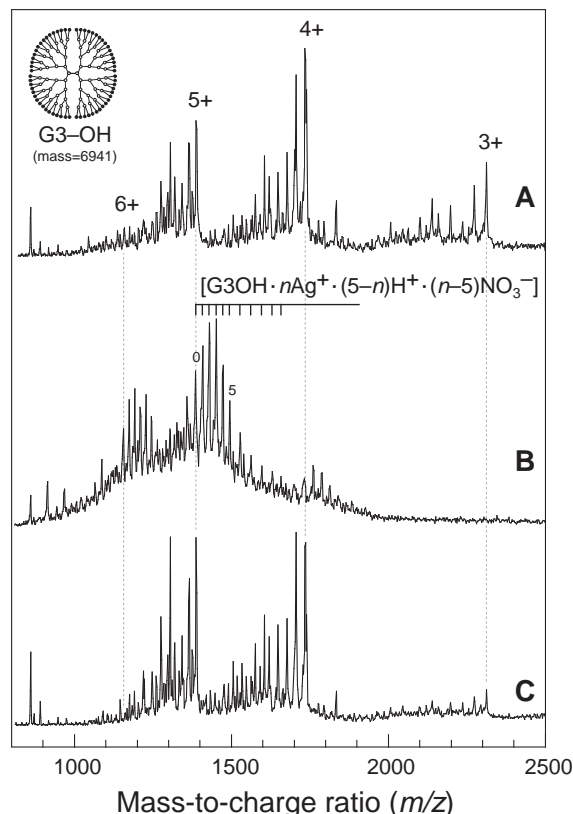 4+
5+
G3–OH
(mass=6941)
3+
6+
A
[G3OH · nAg⁺ · (5–n)H⁺ · (n–5)NO₃⁻]
0
5
B
C
1000 1500 2000 2500
Mass-to-charge ratio (m/z)